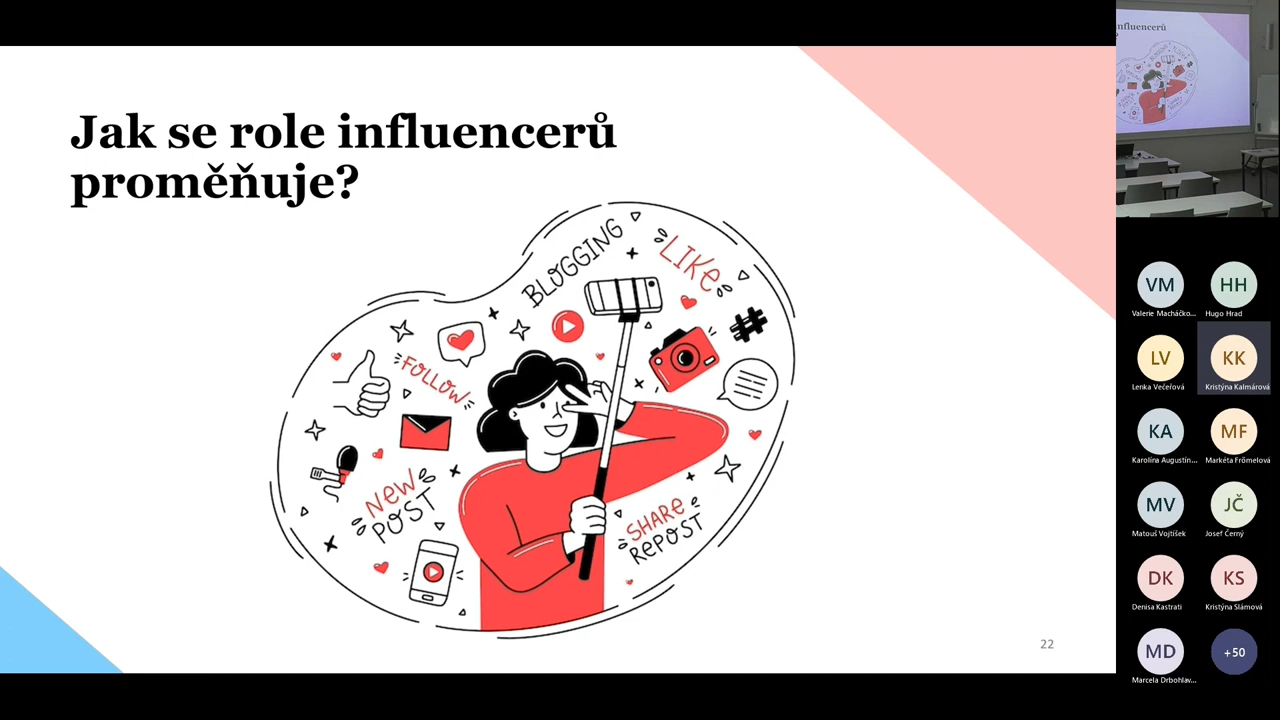 Jak se role influencerů
proměňuje?
BLOGGING
LIKE
FOLLOW
NEW
POST
SHARE
REPOST
22
influencerů
VM
Valerie Macháčko...
HH
Hugo Hrad
LV
Lenka Večeřová
KK
Kristýna Kalmárová
KA
Karolína Augustín...
MF
Markéta Frömelová
MV
Matouš Vojtíšek
JČ
Josef Černý
DK
Denisa Kastrati
KS
Kristýna Slámová
MD
Marcela Drbohlav...
+50